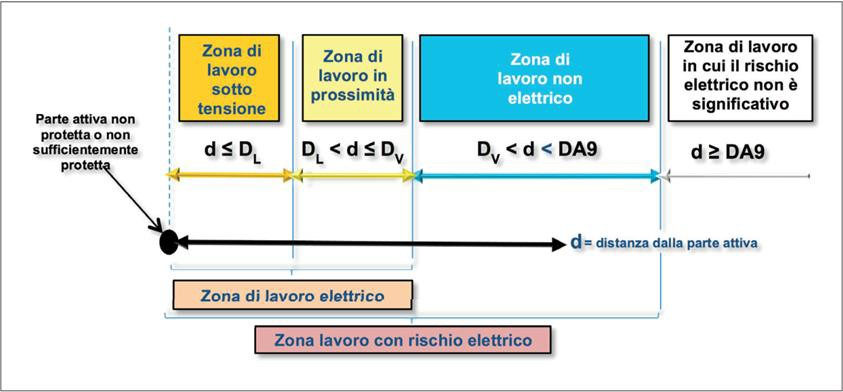 Zona di
lavoro
sotto
tensione
Zona di
lavoro in
prossimità
Zona di
lavoro non
elettrico
Zona di lavoro
in cui il rischio
elettrico non è
significativo
Parte attiva non
protetta o non
sufficientemente
protetta
d ≤ DL
DL < d ≤ DV
DV < d < DA9
d ≥ DA9
d = distanza dalla parte attiva
Zona di lavoro elettrico
Zona lavoro con rischio elettrico